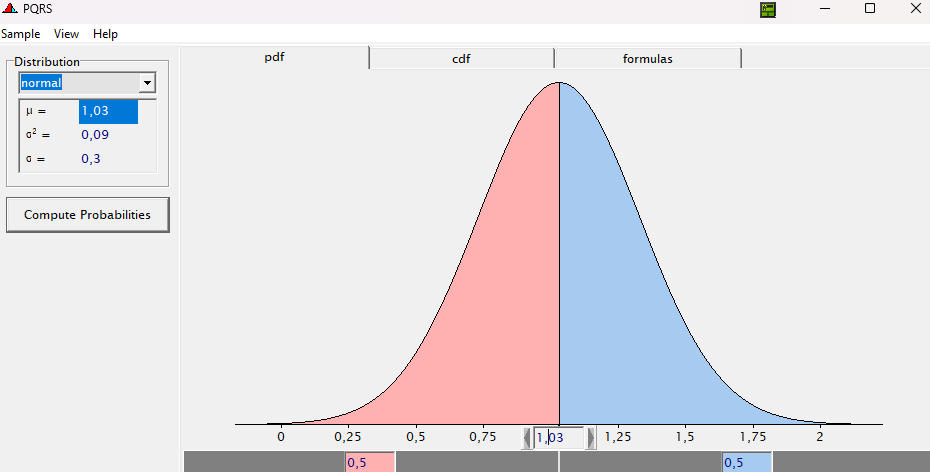 PQRS
Sample View Help
Distribution
normal
μ = 1,03
σ² = 0,09
σ = 0,3
Compute Probabilities
pdf cdf formulas
0 0,25 0,5 0,75 1,03 1,25 1,5 1,75 2
0,5 0,5